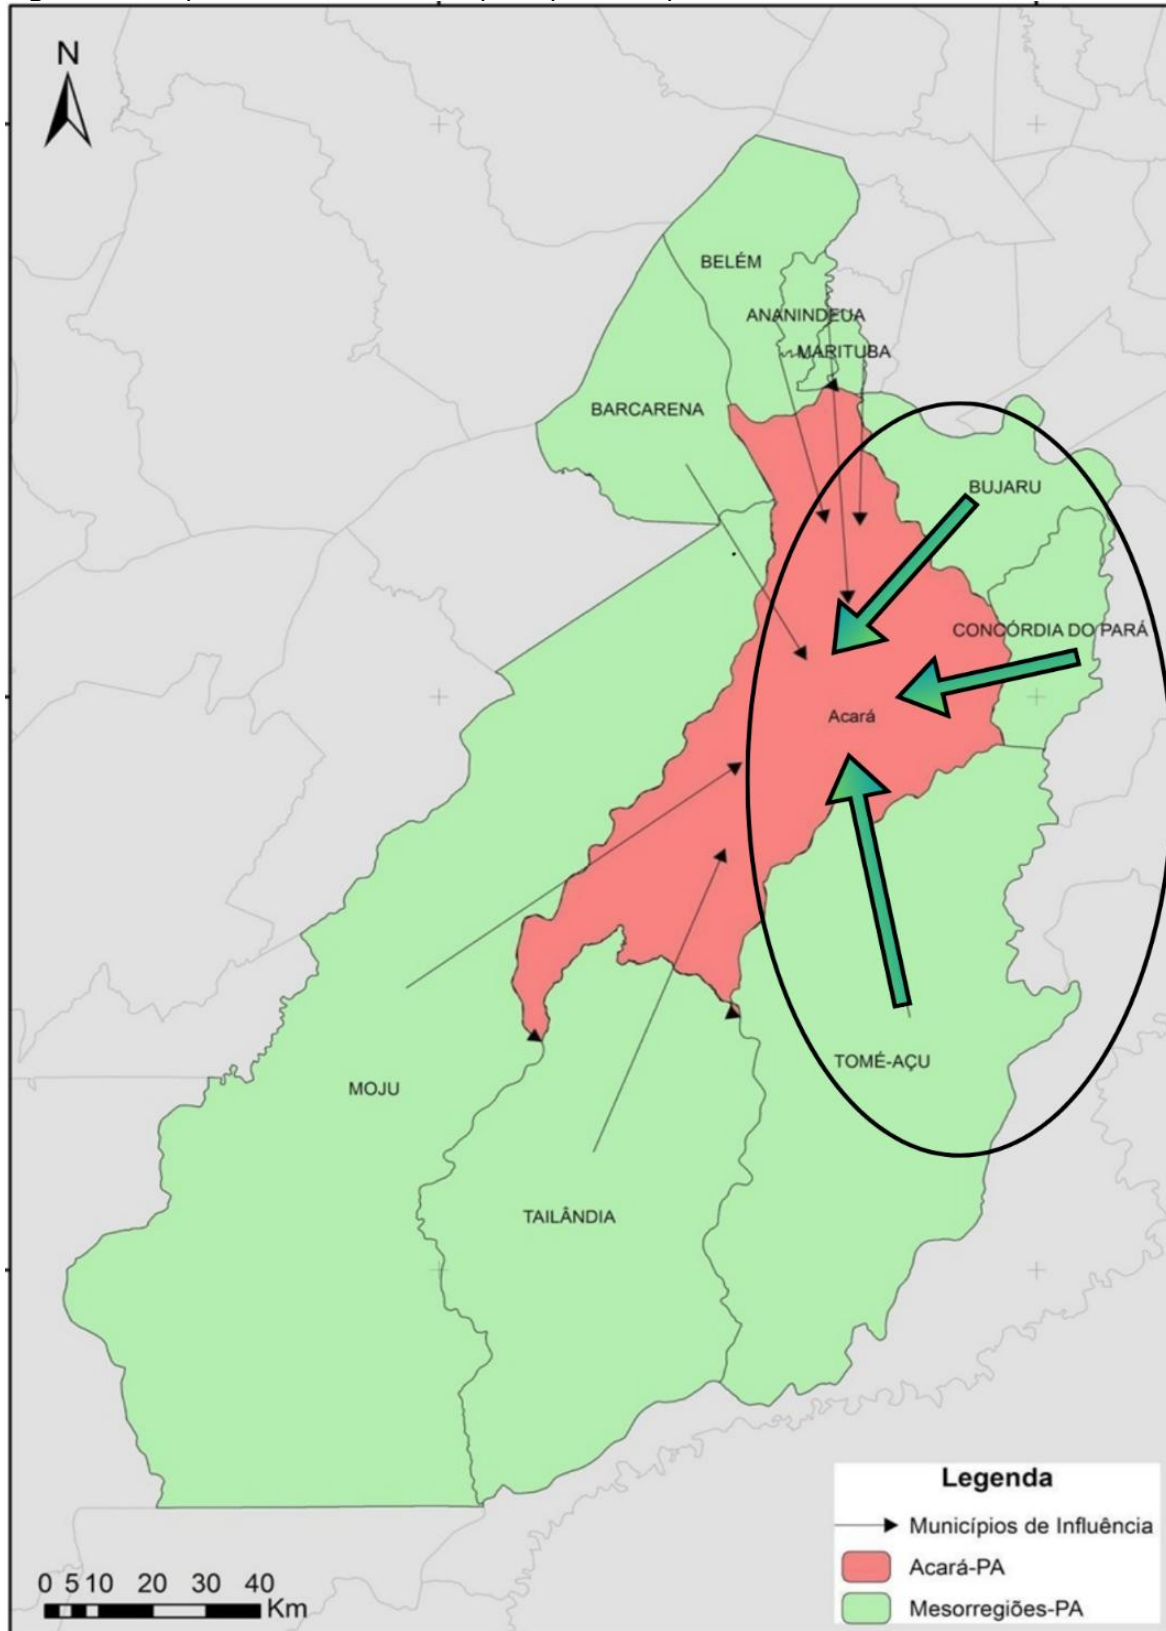 N
BELÉM
ANANINDEUA
MARITUBA
BARCARENA
BUJARU
CONCÓRDIA DO PARÁ
Acará
TOMÉ-AÇU
MOJU
TAILÂNDIA
Legenda
Municípios de Influência
Acará-PA
Mesorregiões-PA
0 5 10 20 30 40
Km